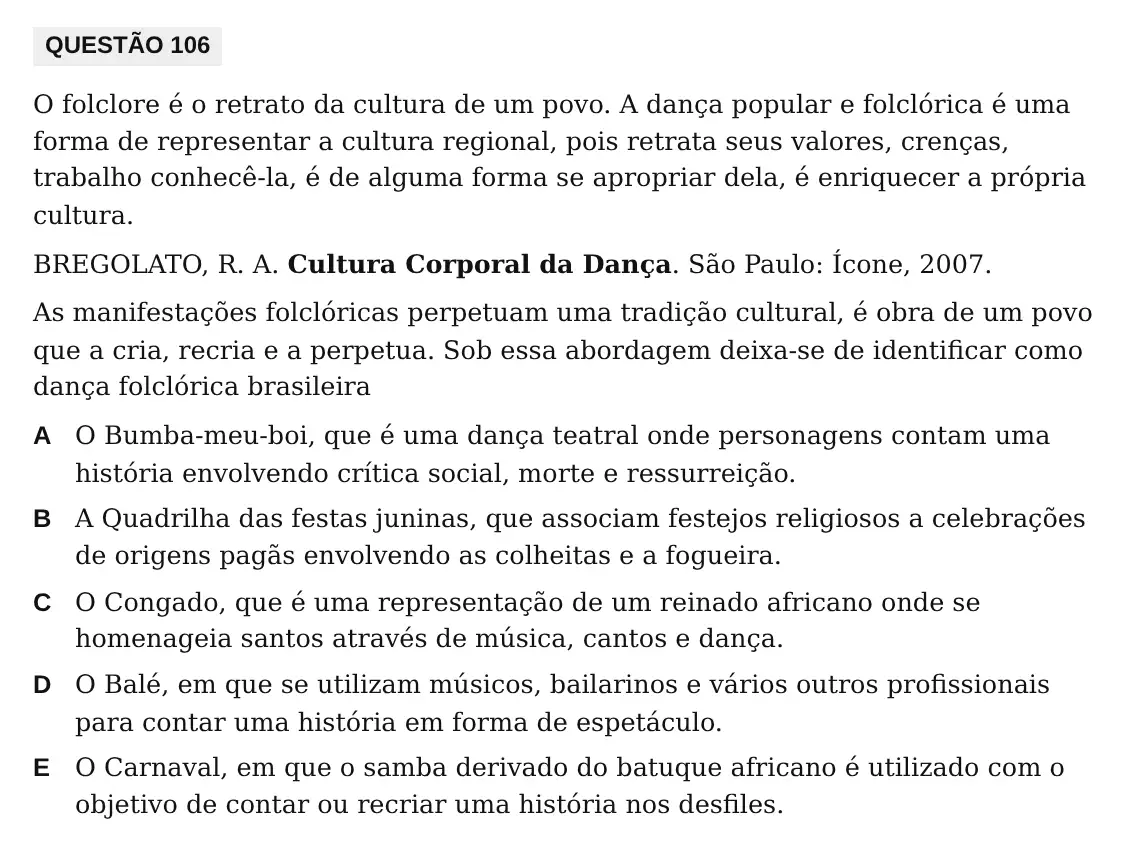 QUESTÃO 106
O folclore é o retrato da cultura de um povo. A dança popular e folclórica é uma
forma de representar a cultura regional, pois retrata seus valores, crenças,
trabalho conhecê-la, é de alguma forma se apropriar dela, é enriquecer a própria
cultura.
BREGOLATO, R. A. Cultura Corporal da Dança. São Paulo: Ícone, 2007.
As manifestações folclóricas perpetuam uma tradição cultural, é obra de um povo
que a cria, recria e a perpetua. Sob essa abordagem deixa-se de identificar como
dança folclórica brasileira
A O Bumba-meu-boi, que é uma dança teatral onde personagens contam uma
história envolvendo crítica social, morte e ressurreição.
B A Quadrilha das festas juninas, que associam festejos religiosos a celebrações
de origens pagãs envolvendo as colheitas e a fogueira.
C O Congado, que é uma representação de um reinado africano onde se
homenageia santos através de música, cantos e dança.
D O Balé, em que se utilizam músicos, bailarinos e vários outros profissionais
para contar uma história em forma de espetáculo.
E O Carnaval, em que o samba derivado do batuque africano é utilizado com o
objetivo de contar ou recriar uma história nos desfiles.